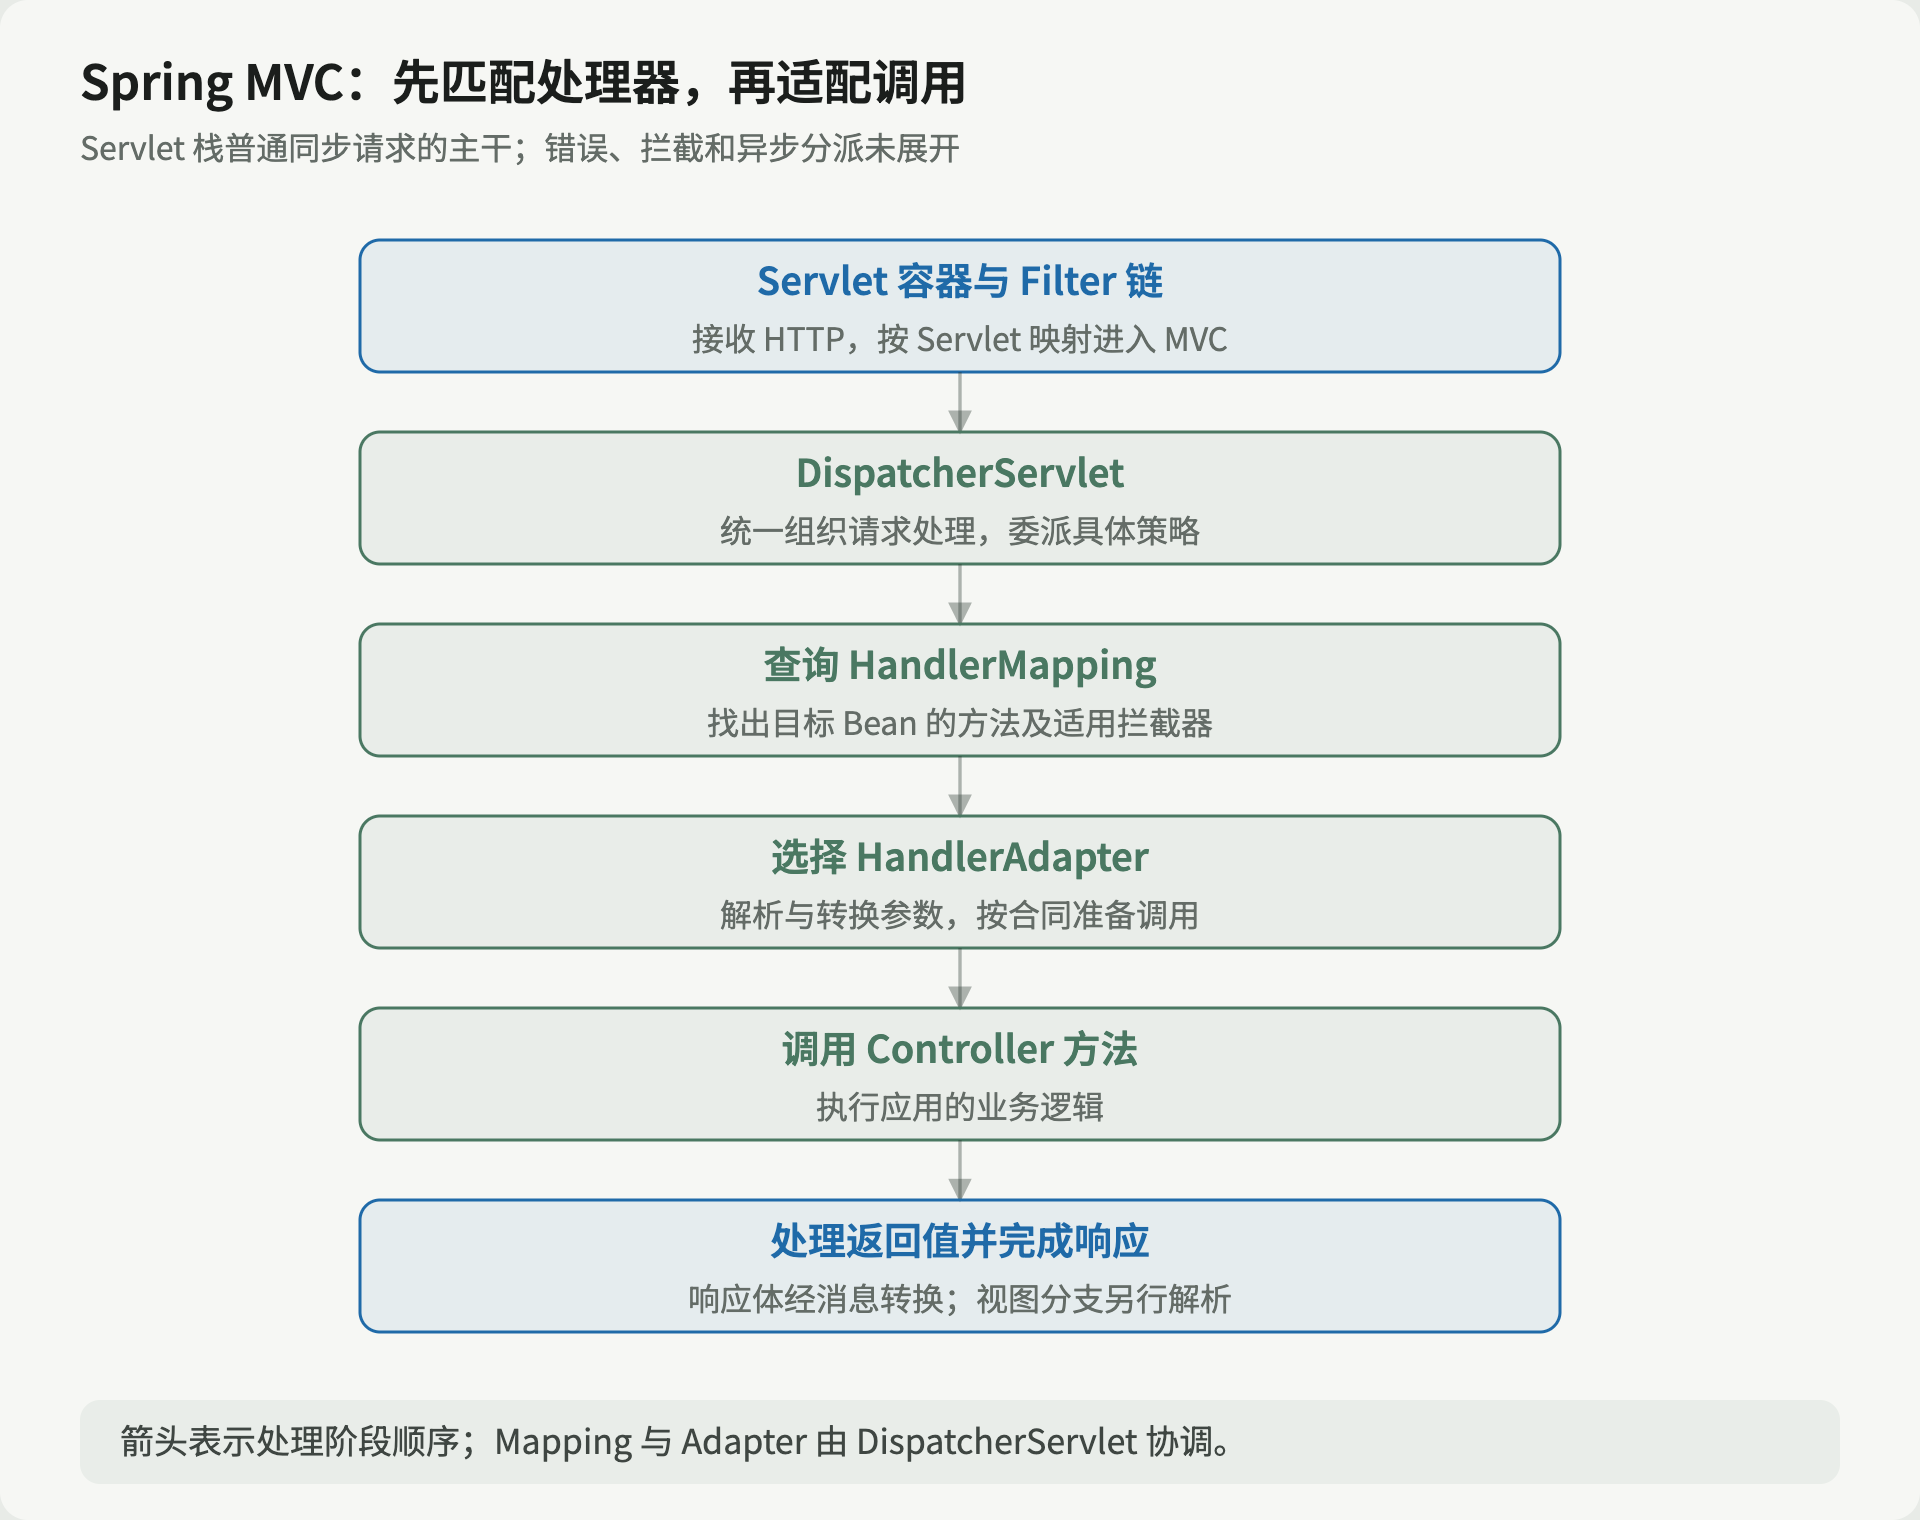 Spring MVC：先匹配处理器，再适配调用
Servlet 栈普通同步请求的主干；错误、拦截和异步分派未展开
Servlet 容器与 Filter 链
接收 HTTP，按 Servlet 映射进入 MVC
DispatcherServlet
统一组织请求处理，委派具体策略
查询 HandlerMapping
找出目标 Bean 的方法及适用拦截器
选择 HandlerAdapter
解析与转换参数，按合同准备调用
调用 Controller 方法
执行应用的业务逻辑
处理返回值并完成响应
响应体经消息转换；视图分支另行解析
箭头表示处理阶段顺序；Mapping 与 Adapter 由 DispatcherServlet 协调。